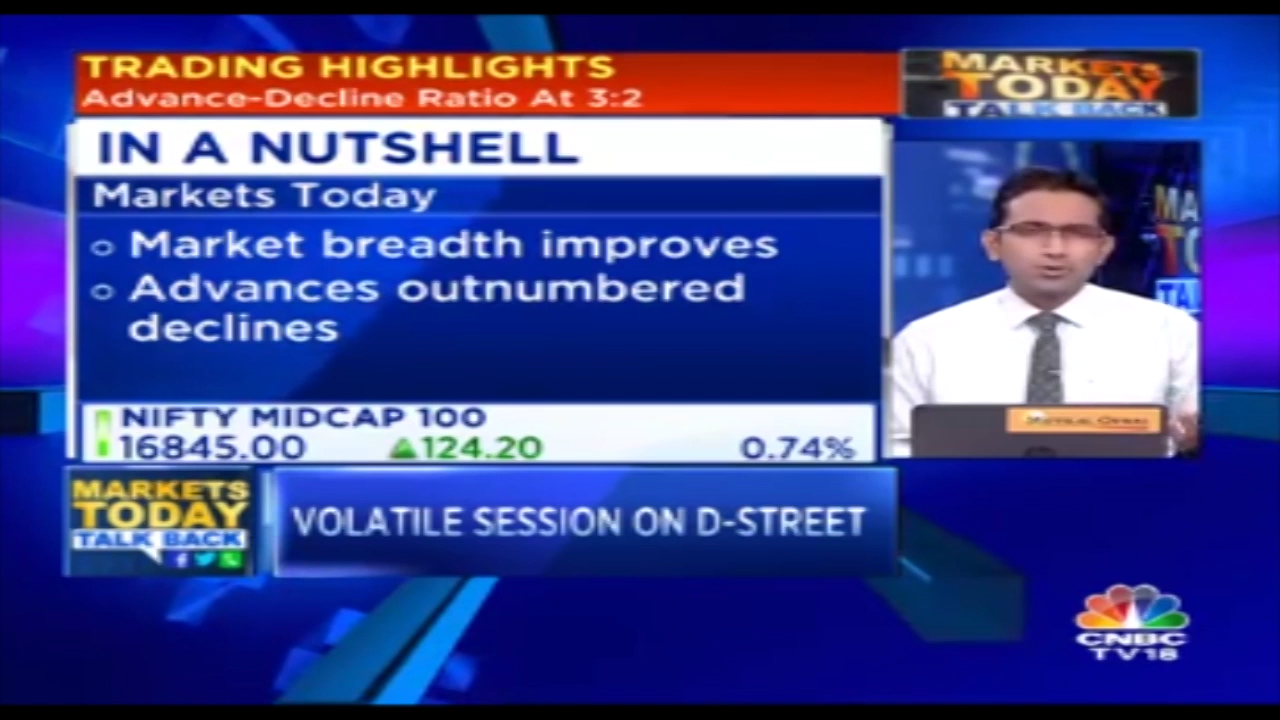 TRADING HIGHLIGHTS
Advance-Decline Ratio At 3:2
MARKETS
TODAY
TALK BACK
IN A NUTSHELL
Markets Today
Market breadth improves
Advances outnumbered
declines
MA
TALK
NIFTY MIDCAP 100
16845.00 ▲124.20 0.74%
MARKETS
TODAY
TALK BACK
VOLATILE SESSION ON D-STREET
CNBC
TV18